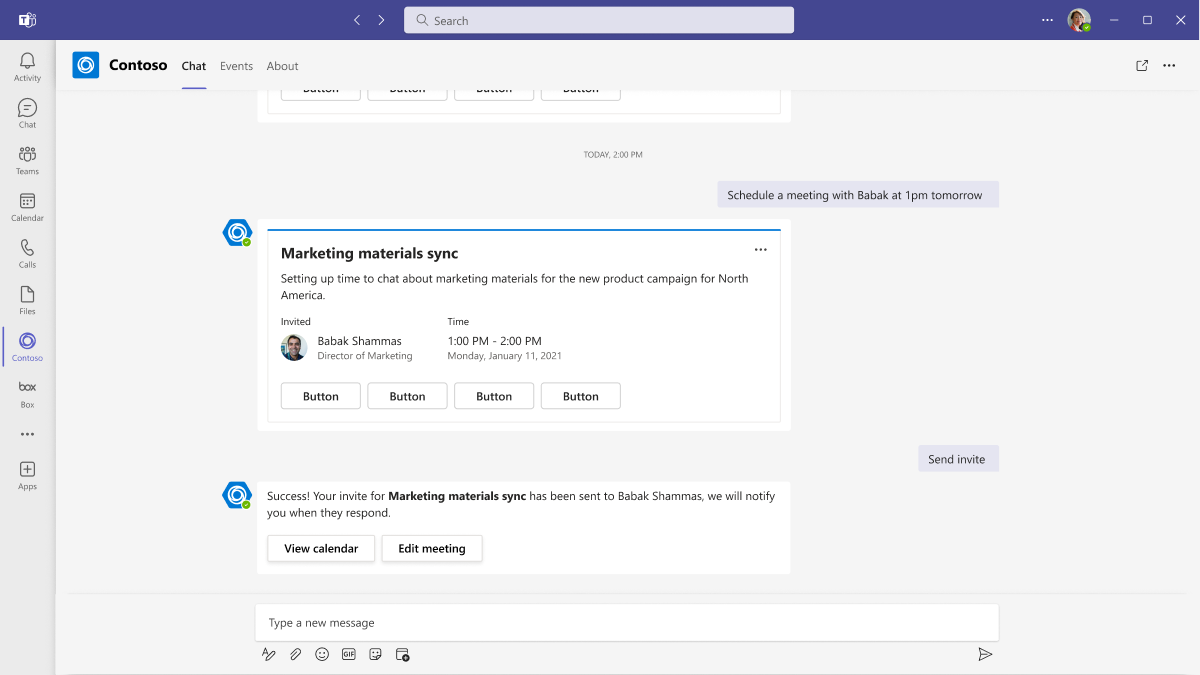 Search
Activity
Chat
Teams
Calendar
Calls
Files
Contoso
box
Box
Apps
Contoso
Chat
Events
About
Button
Button
Button
Button
TODAY, 2:00 PM
Schedule a meeting with Babak at 1pm tomorrow
Marketing materials sync
Setting up time to chat about marketing materials for the new product campaign for North
America.
Invited
Babak Shammas
Director of Marketing
Time
1:00 PM - 2:00 PM
Monday, January 11, 2021
Button
Button
Button
Button
Send invite
Success! Your invite for Marketing materials sync has been sent to Babak Shammas, we will notify
you when they respond.
View calendar
Edit meeting
Type a new message
GIF